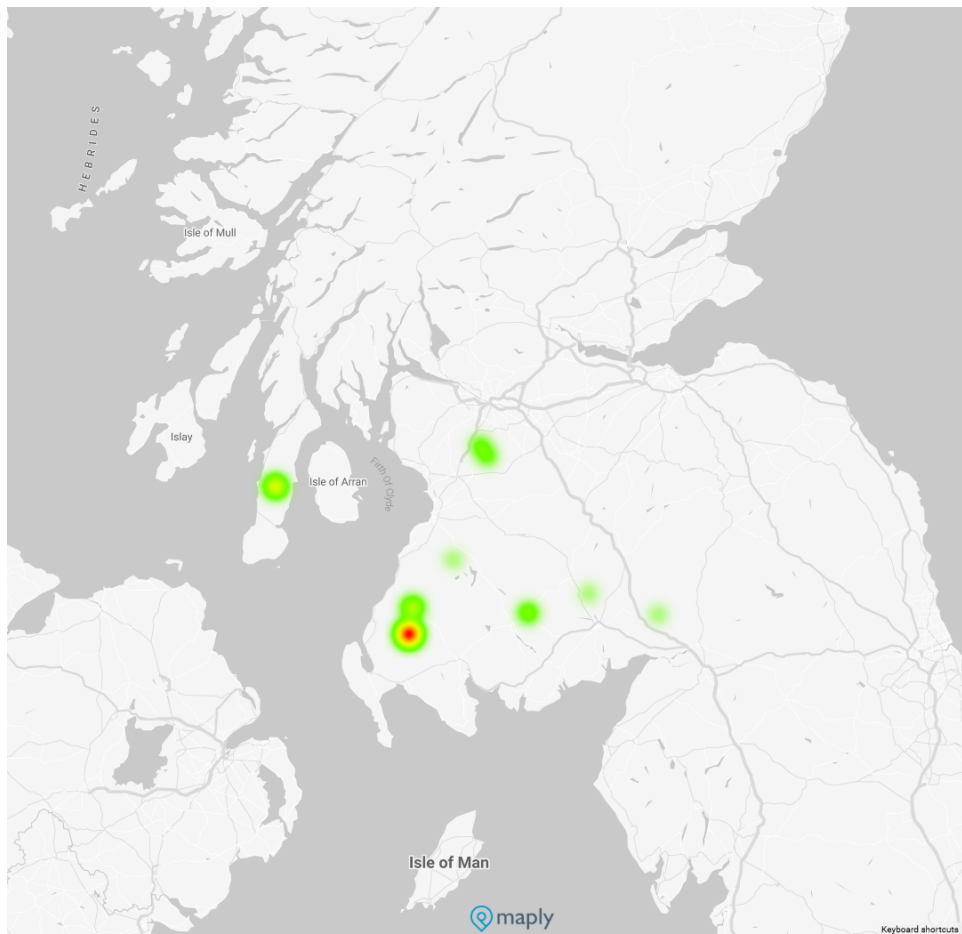 HEBRIDES
Isle of Mull
Islay
Isle of Arran
Firth of Clyde
Isle of Man
maply
Keyboard shortcuts